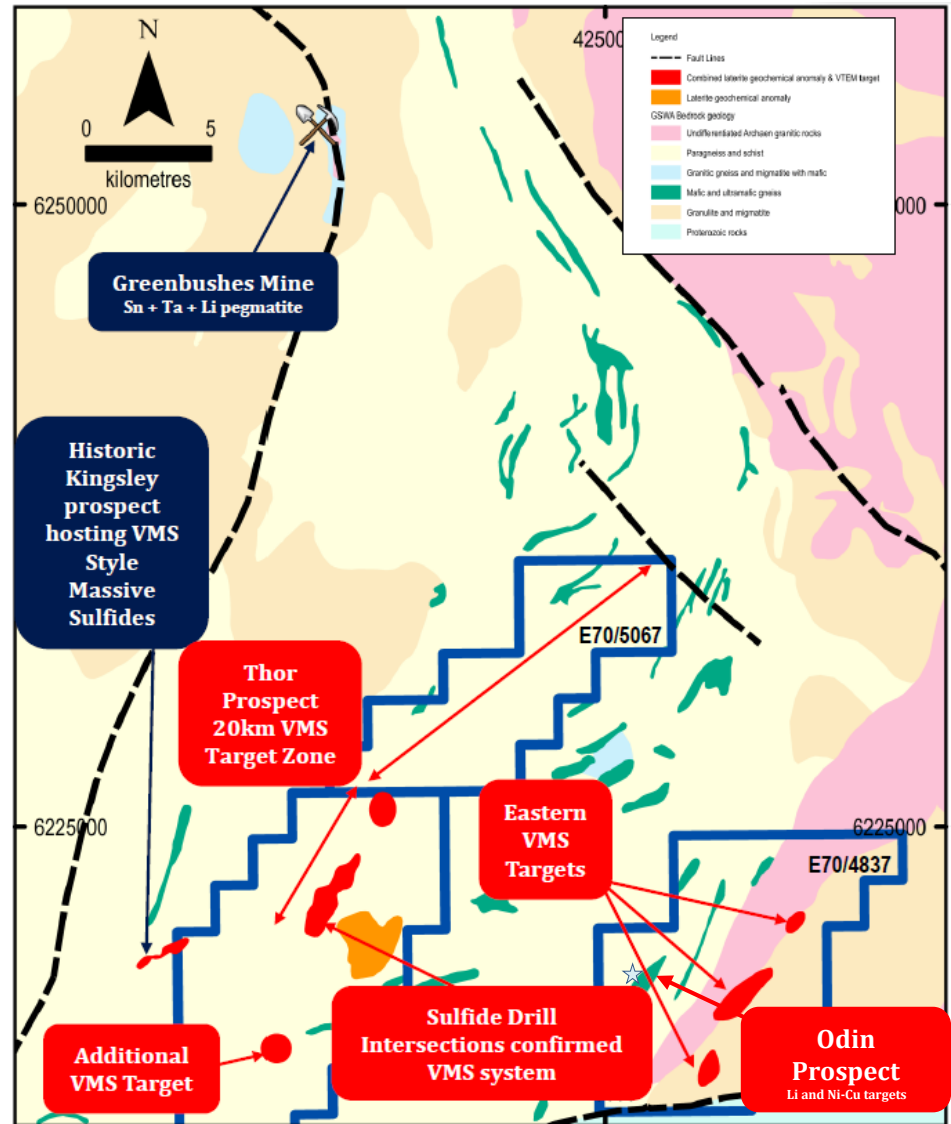 N
0
5
kilometres
42500
Legend
Fault Lines
Combined laterite geochemical anomaly & VTEM target
Laterite geochemical anomaly
GSWA Bedrock geology
Undifferentiated Archaen granitic rocks
Paragneiss and schist
Granitic gneiss and migmatite with mafic
Mafic and ultramafic gneiss
Granulite and migmatite
Proterozoic rocks
6250000
000
Greenbushes Mine
Sn + Ta + Li pegmatite
Historic
Kingsley
prospect
hosting VMS
Style
Massive
Sulfides
E70/5067
Thor
Prospect
20km VMS
Target Zone
Eastern
VMS
Targets
6225000
6225000
E70/4837
Additional
VMS Target
Sulfide Drill
Intersections confirmed
VMS system
Odin
Prospect
Li and Ni-Cu targets